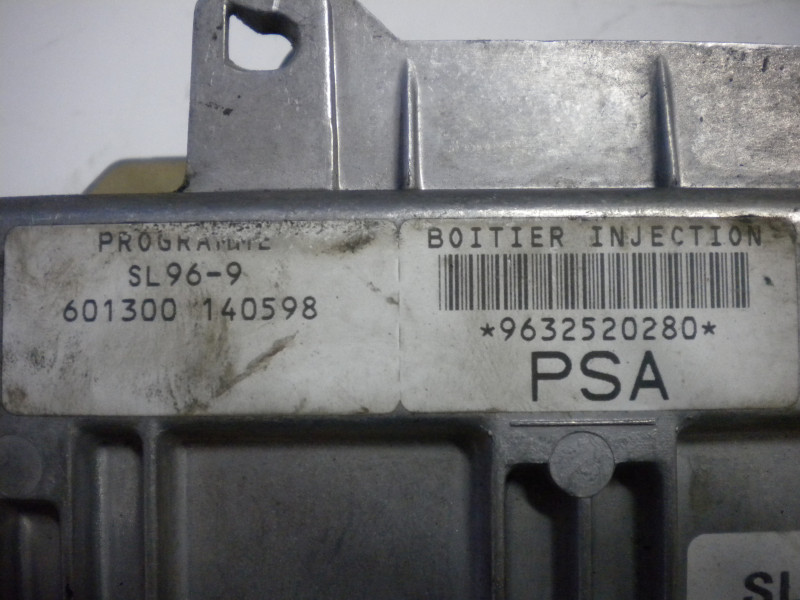 PROGRAMME
SL96-9
601300 140598
BOITIER INJECTION
*9632520280*
PSA